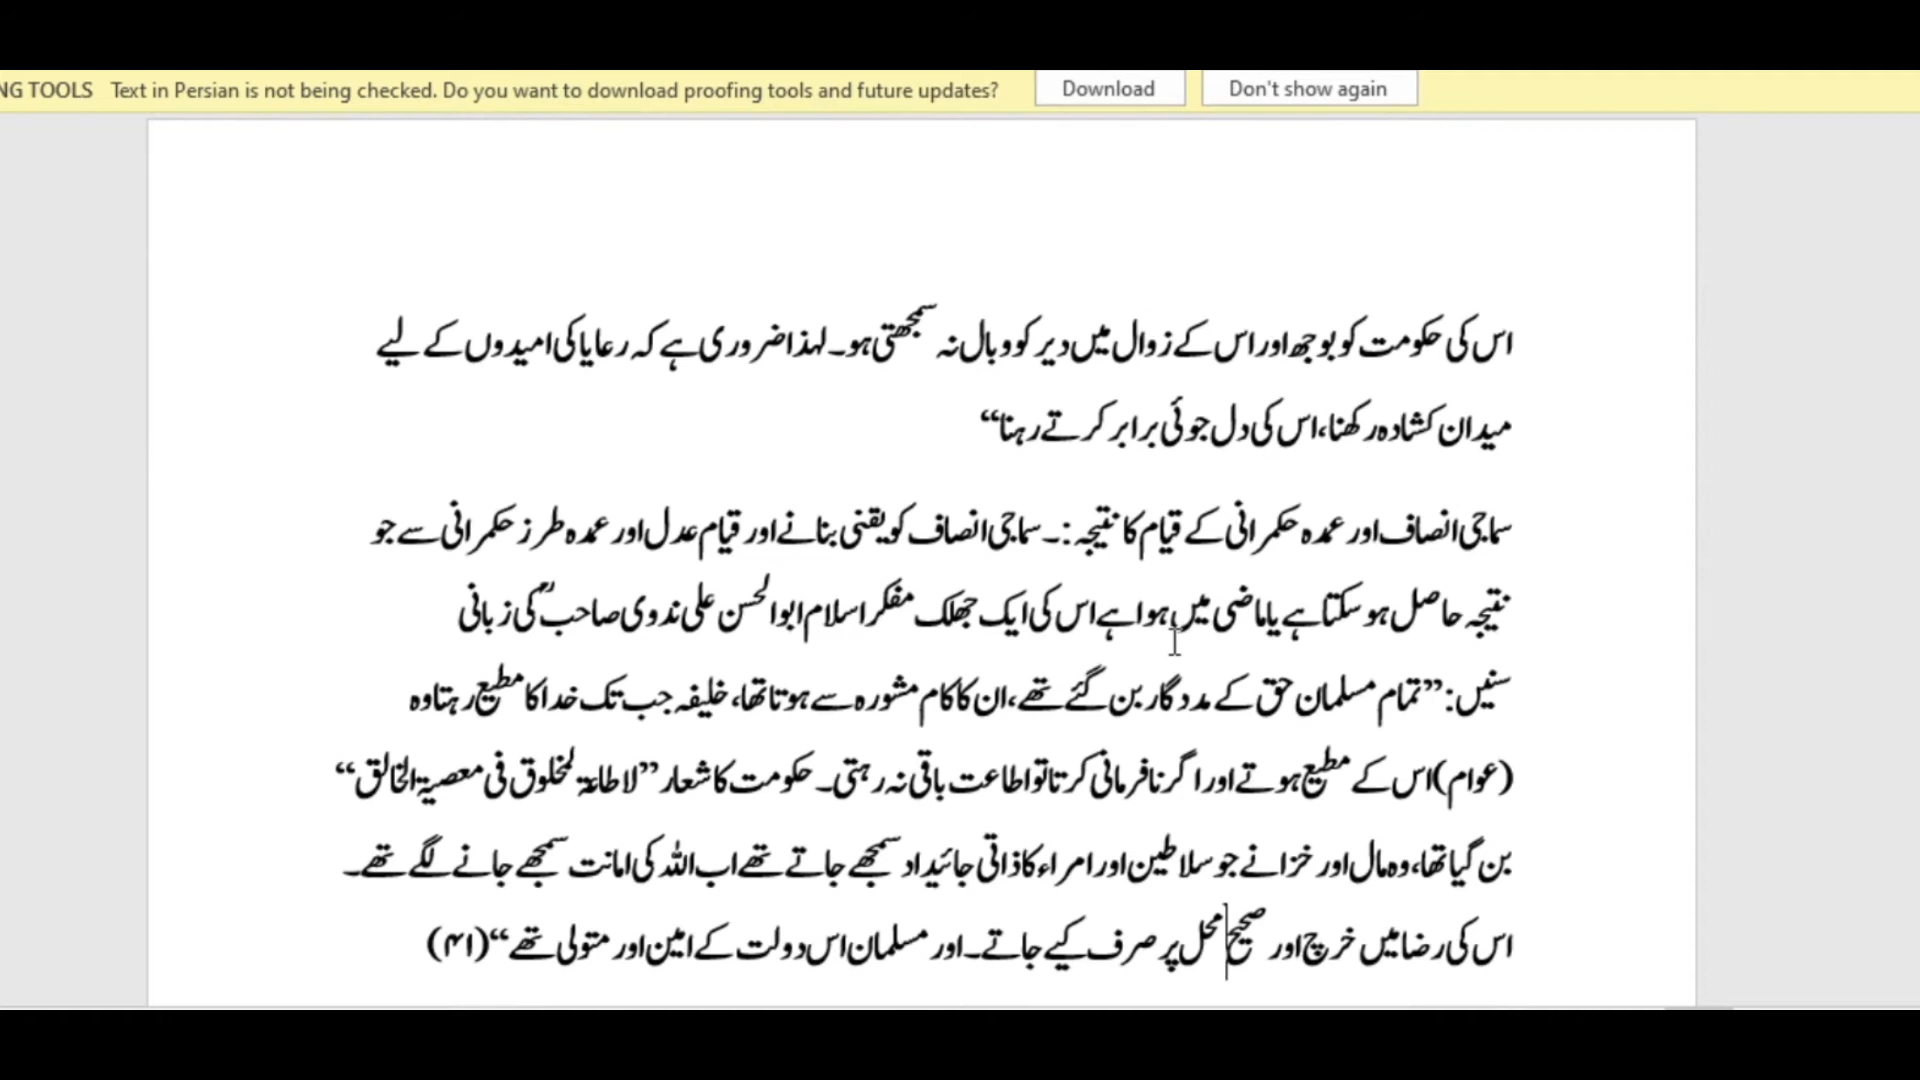 NG TOOLS Text in Persian is not being checked. Do you want to download proofing tools and future updates? Download Don't show again
اس کی حکومت کو بوجھ اور اس کے زوال میں دیر کو وبال نہ سمجھتی ہو۔ لہذا ضروری ہے کہ رعایا کی امیدوں کے لیے
میدان کشادہ رکھنا، اس کی دل جوئی برابر کرتے رہنا“
سماجی انصاف اور عمدہ حکمرانی کے قیام کا نتیجہ:۔ سماجی انصاف کو یقنی بنانے اور قیام عدل اور عمدہ طرز حکمرانی سے جو
نتیجہ حاصل ہو سکتا ہے یا ماضی میں ہوا ہے اس کی ایک جھلک مفکر اسلام ابوالحسن علی ندوی صاحبؒ کی زبانی
سنیں: ”تمام مسلمان حق کے مددگار بن گئے تھے، ان کا کام مشورہ سے ہوتا تھا، خلیفہ جب تک خدا کا مطیع رہتا وہ
(عوام) اس کے مطیع ہوتے اور اگر نافرمانی کرتا تو اطاعت باقی نہ رہتی۔ حکومت کا شعار ”لا طاعۃ لمخلوق فی معصیۃ الخالق“
بن گیا تھا، وہ مال اور خزانے جو سلاطین اور امراء کا ذاتی جائیداد سمجھے جاتے تھے اب اللہ کی امانت سمجھے جانے لگے تھے۔
اس کی رضا میں خرچ اور صحیح محل پر صرف کیے جاتے۔ اور مسلمان اس دولت کے امین اور متولی تھے“ (۴۱)